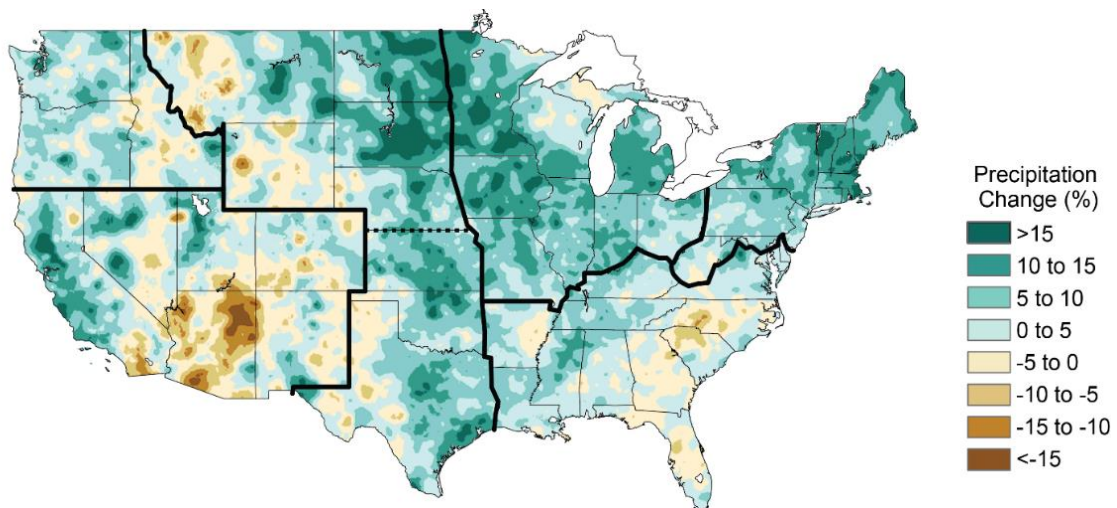 Precipitation
Change (%)
>15
10 to 15
5 to 10
0 to 5
-5 to 0
-10 to -5
-15 to -10
<-15